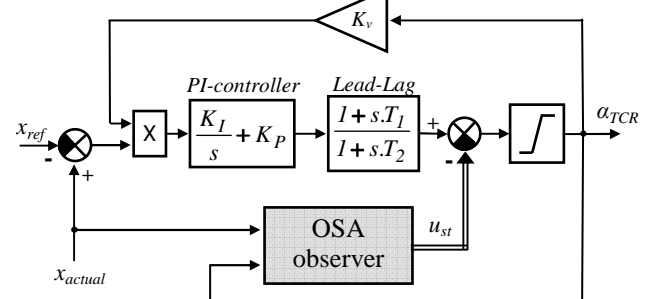 K_v
PI-controller
Lead-Lag
x_ref
-
+
X
K_I
s
+ K_P
1 + s.T_1
1 + s.T_2
+
-
α_TCR
OSA
observer
u_st
x_actual